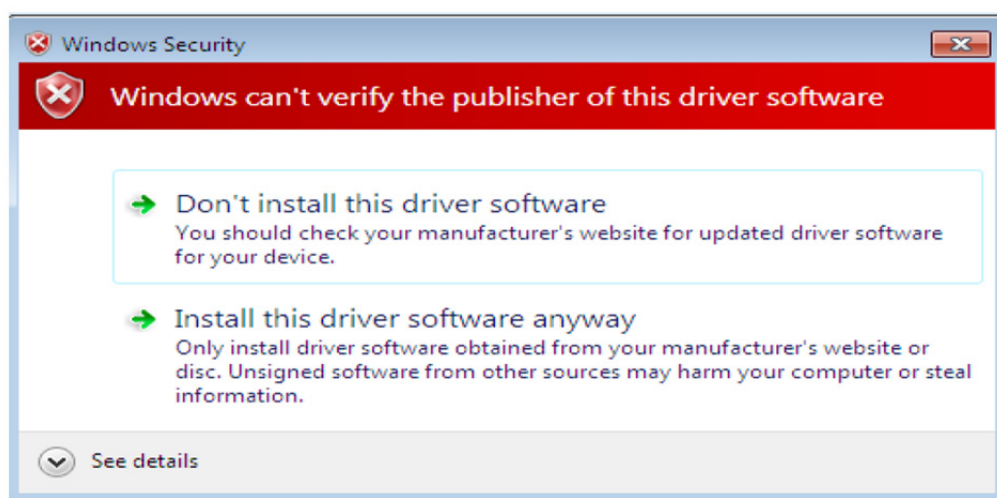 Windows Security
Windows can't verify the publisher of this driver software
Don't install this driver software
You should check your manufacturer's website for updated driver software
for your device.
Install this driver software anyway
Only install driver software obtained from your manufacturer's website or
disc. Unsigned software from other sources may harm your computer or steal
information.
See details